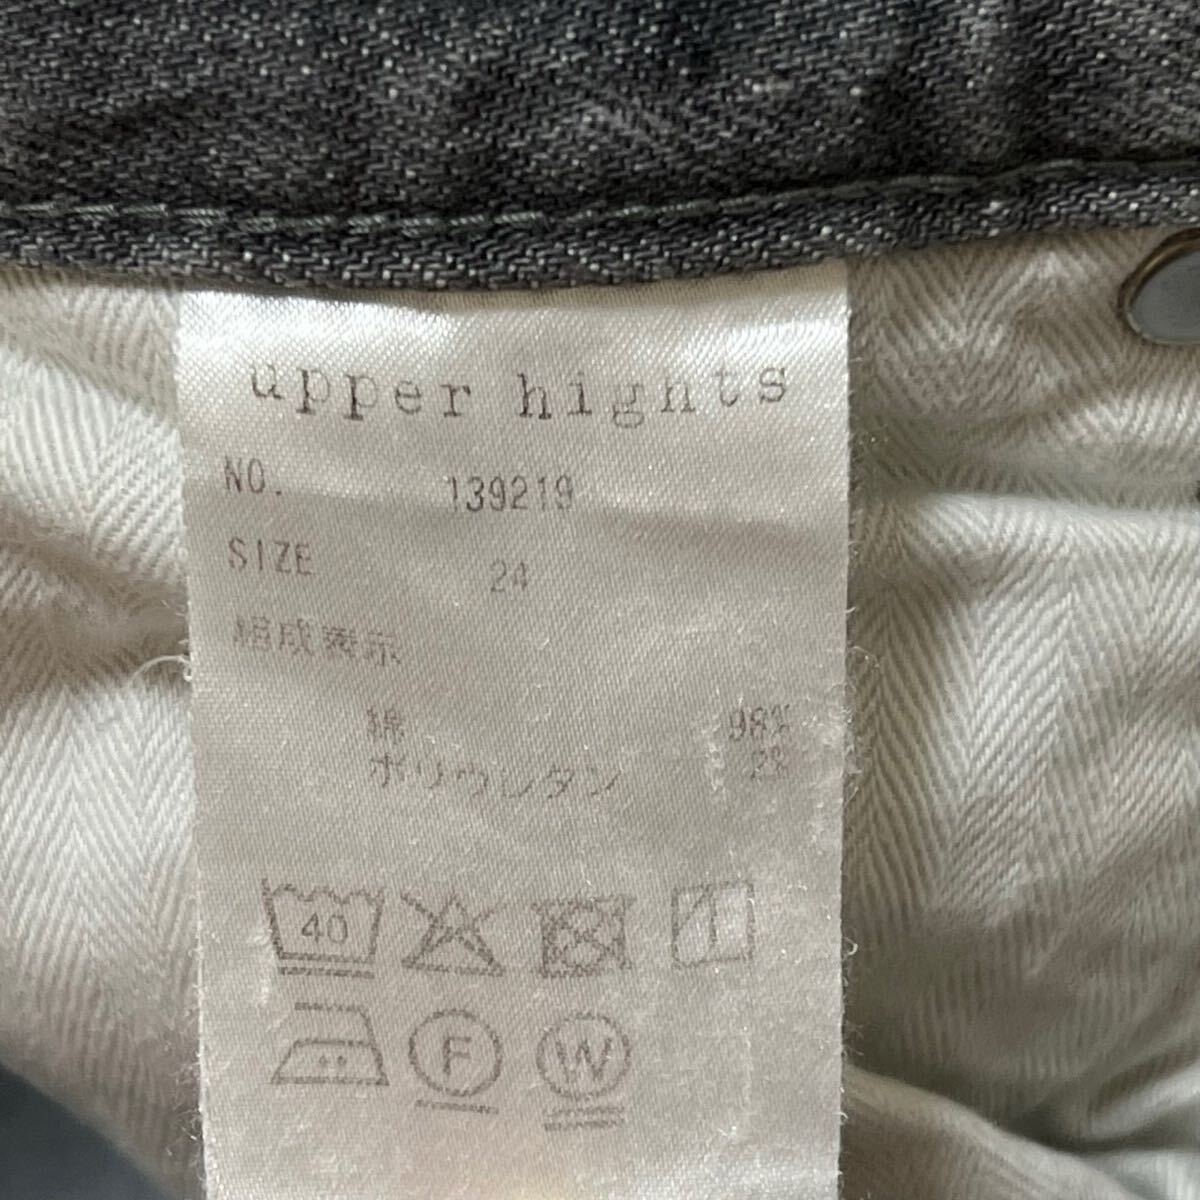 upper hights
NO. 139219
SIZE 24
組成表示
綿 98%
ポリウレタン 2%
40
F
W